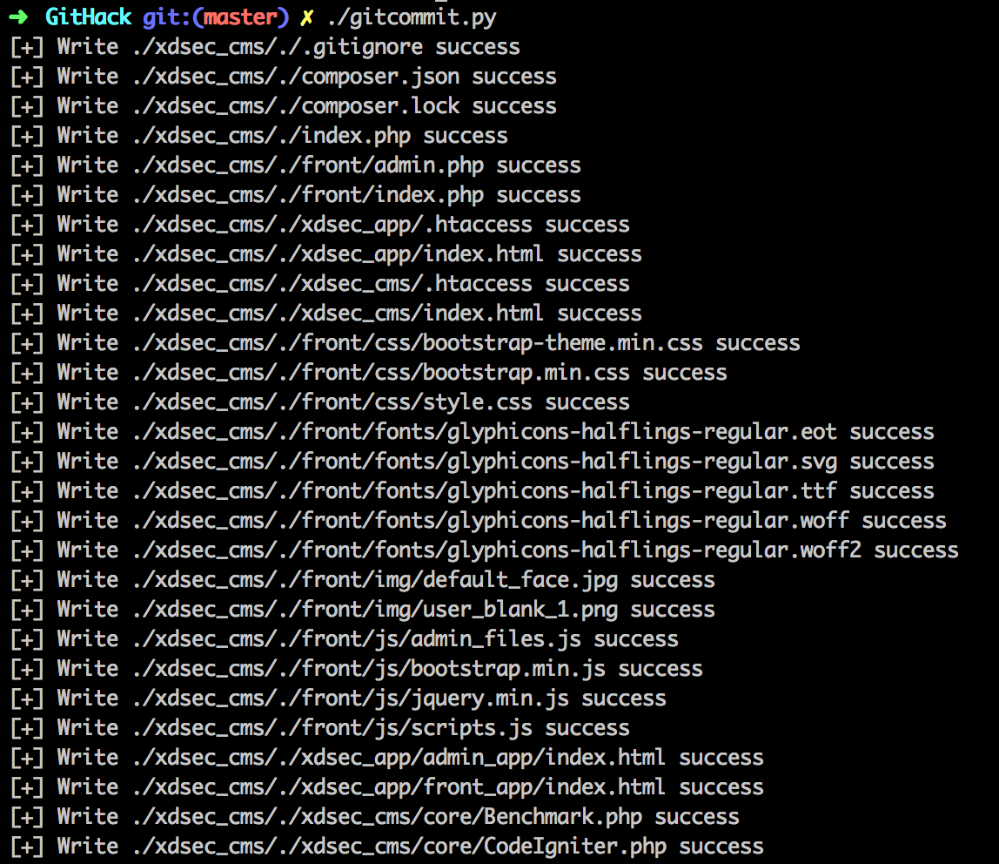 ➜ GitHack git:(master) ✗ ./gitcommit.py
[+] Write ./xdsec_cms/./.gitignore success
[+] Write ./xdsec_cms/./composer.json success
[+] Write ./xdsec_cms/./composer.lock success
[+] Write ./xdsec_cms/./index.php success
[+] Write ./xdsec_cms/./front/admin.php success
[+] Write ./xdsec_cms/./front/index.php success
[+] Write ./xdsec_cms/./xdsec_app/.htaccess success
[+] Write ./xdsec_cms/./xdsec_app/index.html success
[+] Write ./xdsec_cms/./xdsec_cms/.htaccess success
[+] Write ./xdsec_cms/./xdsec_cms/index.html success
[+] Write ./xdsec_cms/./front/css/bootstrap-theme.min.css success
[+] Write ./xdsec_cms/./front/css/bootstrap.min.css success
[+] Write ./xdsec_cms/./front/css/style.css success
[+] Write ./xdsec_cms/./front/fonts/glyphicons-halflings-regular.eot success
[+] Write ./xdsec_cms/./front/fonts/glyphicons-halflings-regular.svg success
[+] Write ./xdsec_cms/./front/fonts/glyphicons-halflings-regular.ttf success
[+] Write ./xdsec_cms/./front/fonts/glyphicons-halflings-regular.woff success
[+] Write ./xdsec_cms/./front/fonts/glyphicons-halflings-regular.woff2 success
[+] Write ./xdsec_cms/./front/img/default_face.jpg success
[+] Write ./xdsec_cms/./front/img/user_blank_1.png success
[+] Write ./xdsec_cms/./front/js/admin_files.js success
[+] Write ./xdsec_cms/./front/js/bootstrap.min.js success
[+] Write ./xdsec_cms/./front/js/jquery.min.js success
[+] Write ./xdsec_cms/./front/js/scripts.js success
[+] Write ./xdsec_cms/./xdsec_app/admin_app/index.html success
[+] Write ./xdsec_cms/./xdsec_app/front_app/index.html success
[+] Write ./xdsec_cms/./xdsec_cms/core/Benchmark.php success
[+] Write ./xdsec_cms/./xdsec_cms/core/CodeIgniter.php success